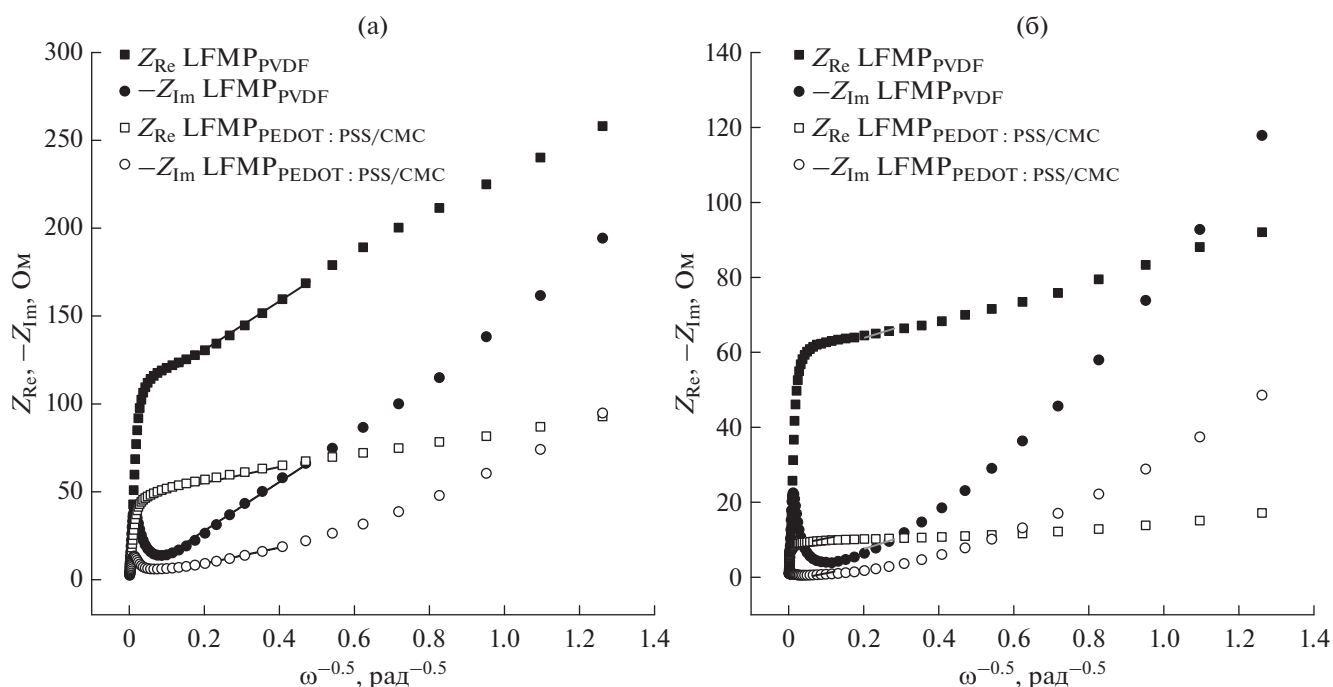 (а)
Z_Re LFMP_PVDF
−Z_Im LFMP_PVDF
Z_Re LFMP_PEDOT : PSS/CMC
−Z_Im LFMP_PEDOT : PSS/CMC
300
250
200
150
100
50
0
Z_Re, −Z_Im, Ом
0
0.2
0.4
0.6
0.8
1.0
1.2
1.4
ω^−0.5, рад^−0.5
(б)
Z_Re LFMP_PVDF
−Z_Im LFMP_PVDF
Z_Re LFMP_PEDOT : PSS/CMC
−Z_Im LFMP_PEDOT : PSS/CMC
140
120
100
80
60
40
20
0
Z_Re, −Z_Im, Ом
0
0.2
0.4
0.6
0.8
1.0
1.2
1.4
ω^−0.5, рад^−0.5